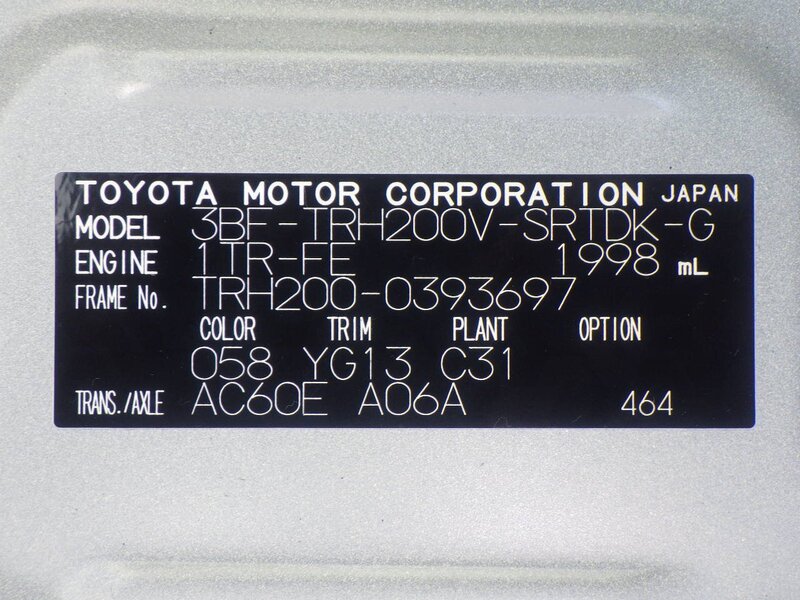 TOYOTA MOTOR CORPORATION JAPAN
MODEL 3BF-TRH200V-SRTDK-G
ENGINE 1TR-FE 1998 mL
FRAME No. TRH200-0393697
COLOR TRIM PLANT OPTION
058 YG13 C31
TRANS./AXLE AC60E A06A 464